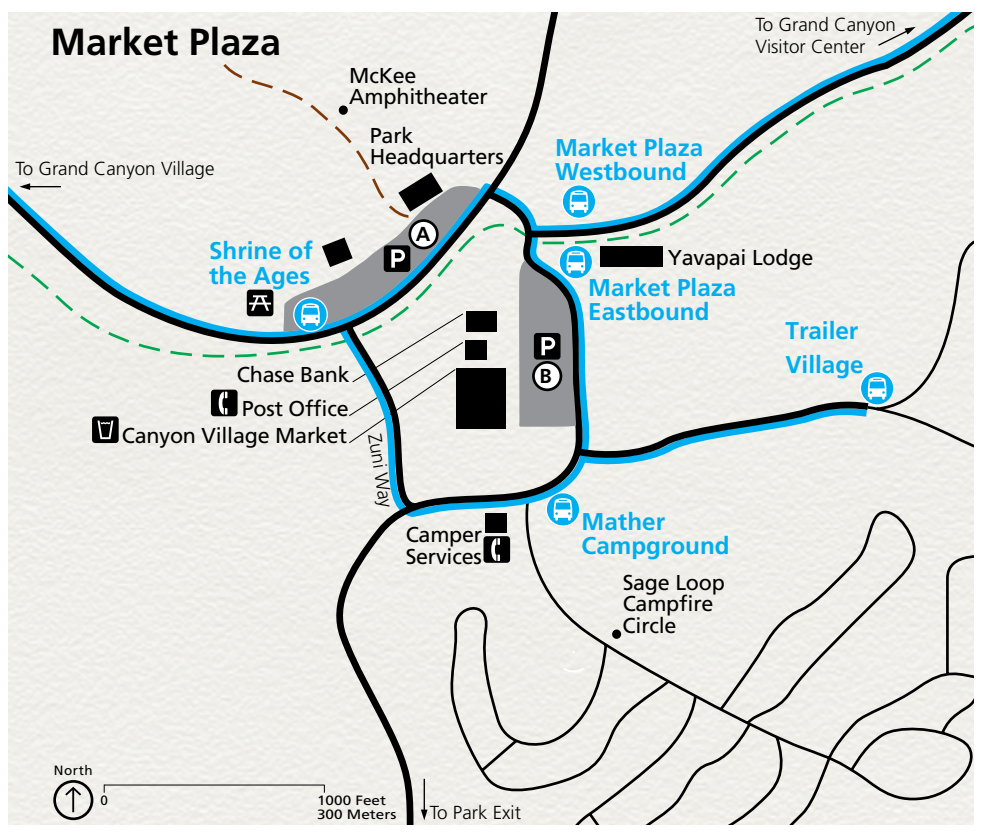 Market Plaza
To Grand Canyon
Visitor Center
McKee
Amphitheater
Park
Headquarters
To Grand Canyon Village
Market Plaza
Westbound
A
P
Shrine of
the Ages
Yavapai Lodge
Market Plaza
Eastbound
Trailer
Village
P
B
Chase Bank
Post Office
Canyon Village Market
Zuni Way
Camper
Services
Mather
Campground
Sage Loop
Campfire
Circle
North
0
1000 Feet
300 Meters
To Park Exit